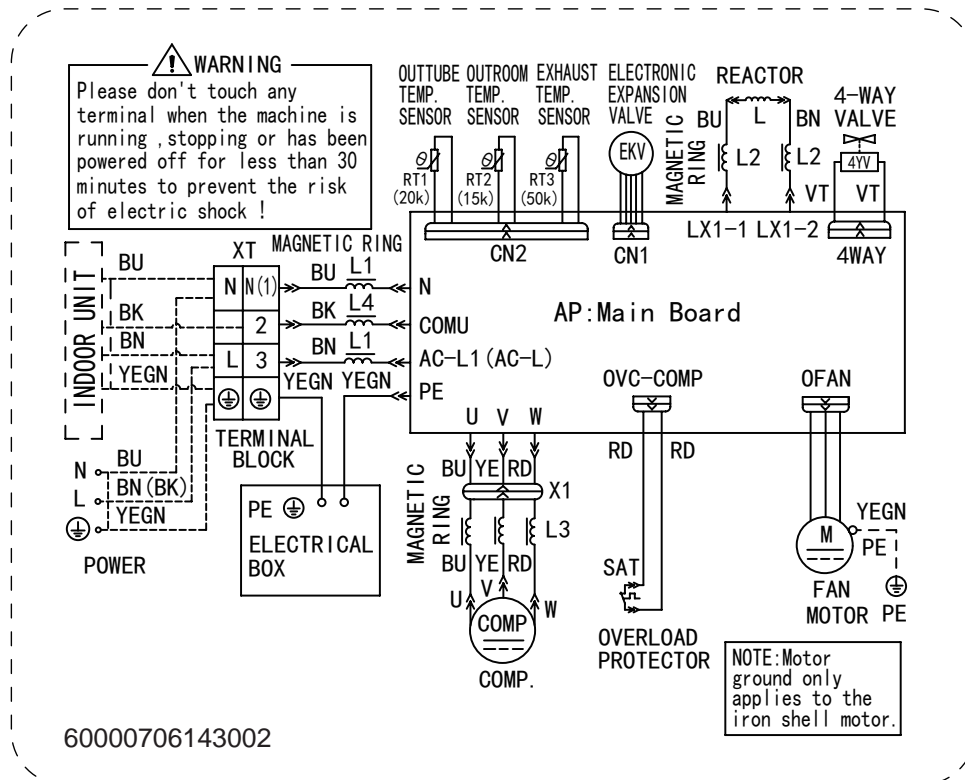 WARNING
Please don't touch any
terminal when the machine is
running ,stopping or has been
powered off for less than 30
minutes to prevent the risk
of electric shock !
OUTTUBE
TEMP.
SENSOR
OUTROOM
TEMP.
SENSOR
EXHAUST
TEMP.
SENSOR
ELECTRONIC
EXPANSION
VALVE
REACTOR
4-WAY
VALVE
MAGNETIC
RING
BU
L
BN
L2
L2
θ
RT1
(20k)
θ
RT2
(15k)
θ
RT3
(50k)
EKV
4YV
VT
VT
CN2
CN1
LX1-1
LX1-2
4WAY
AP:Main Board
INDOOR UNIT
BU
BK
BN
YEGN
XT
N
N(1)
2
L
3
TERMINAL
BLOCK
MAGNETIC RING
BU
L1
N
BK
L4
COMU
BN
L1
AC-L1(AC-L)
YEGN
YEGN
PE
OVC-COMP
OFAN
N
BU
L
BN(BK)
YEGN
POWER
PE
ELECTRICAL
BOX
U
V
W
BU
YE
RD
X1
MAGNETIC
RING
L3
BU
YE
RD
U
V
W
COMP
COMP.
RD
RD
SAT
OVERLOAD
PROTECTOR
M
FAN
MOTOR
YEGN
PE
PE
NOTE:Motor
ground only
applies to the
iron shell motor.
60000706143002